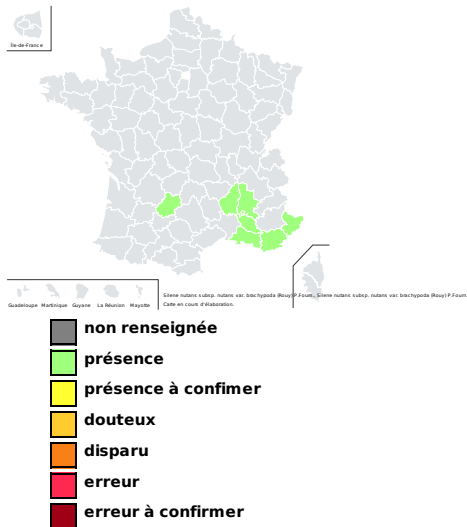 Île-de-France
Guadeloupe Martinique Guyane La Réunion Mayotte
Silene nutans subsp. nutans var. brachypoda (Rouy) P.Fourn., Silene nutans subsp. nutans var. brachypoda (Rouy) P.Fourn.
Carte en cours d'élaboration.
non renseignée
présence
présence à confimer
douteux
disparu
erreur
erreur à confirmer